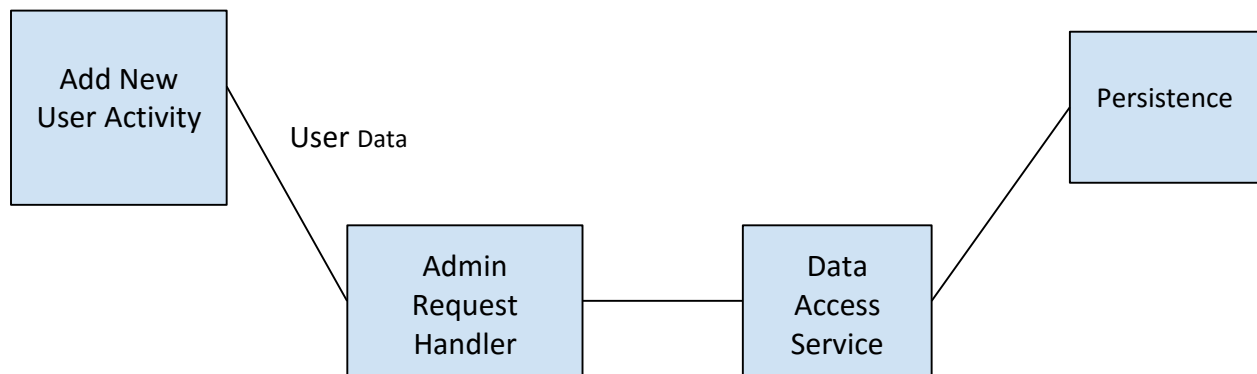 Add New
User Activity
Persistence
User Data
Admin
Request
Handler
Data
Access
Service